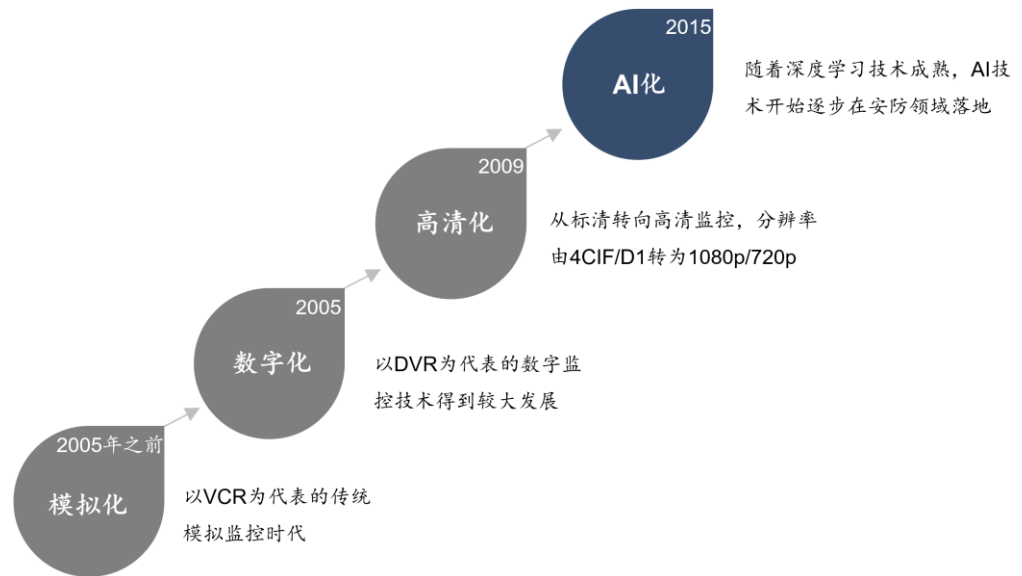 2015
AI化
随着深度学习技术成熟，AI技
术开始逐步在安防领域落地
2009
高清化
从标清转向高清监控，分辨率
由4CIF/D1转为1080p/720p
2005
数字化
以DVR为代表的数字监
控技术得到较大发展
2005年之前
模拟化
以VCR为代表的传统
模拟监控时代